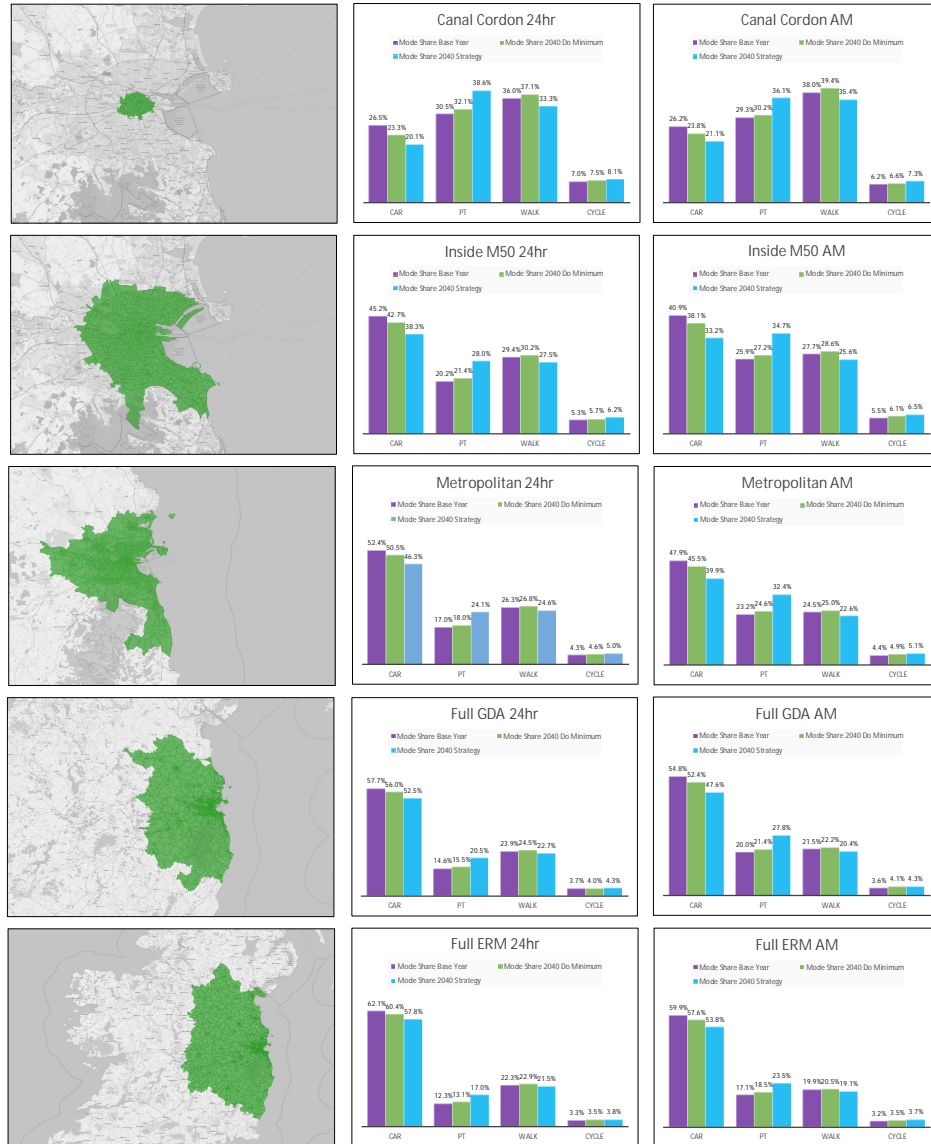 Canal Cordon 24hr
Mode Share Base Year Mode Share 2040 Do Minimum
Mode Share 2040 Strategy
26.5% 23.3% 20.1% 30.5% 32.1% 38.6% 36.0% 37.1% 33.3% 7.0% 7.5% 8.1%
CAR PT WALK CYCLE
Canal Cordon AM
Mode Share Base Year Mode Share 2040 Do Minimum
Mode Share 2040 Strategy
26.2% 23.8% 21.1% 29.3% 30.2% 36.1% 38.0% 39.4% 35.4% 6.2% 6.6% 7.3%
CAR PT WALK CYCLE
Inside M50 24hr
Mode Share Base Year Mode Share 2040 Do Minimum
Mode Share 2040 Strategy
45.2% 42.7% 38.3% 20.2% 21.4% 28.0% 29.4% 30.2% 27.5% 5.3% 5.7% 6.2%
CAR PT WALK CYCLE
Inside M50 AM
Mode Share Base Year Mode Share 2040 Do Minimum
Mode Share 2040 Strategy
40.9% 38.1% 33.2% 25.9% 27.2% 34.7% 27.7% 28.6% 25.6% 5.5% 6.1% 6.5%
CAR PT WALK CYCLE
Metropolitan 24hr
Mode Share Base Year Mode Share 2040 Do Minimum
Mode Share 2040 Strategy
52.4% 50.5% 46.3% 17.0% 18.0% 24.1% 26.3% 26.8% 24.6% 4.3% 4.6% 5.0%
CAR PT WALK CYCLE
Metropolitan AM
Mode Share Base Year Mode Share 2040 Do Minimum
Mode Share 2040 Strategy
47.9% 45.5% 39.9% 23.2% 24.6% 32.4% 24.5% 25.0% 22.6% 4.4% 4.9% 5.1%
CAR PT WALK CYCLE
Full GDA 24hr
Mode Share Base Year Mode Share 2040 Do Minimum
Mode Share 2040 Strategy
57.7% 56.0% 52.5% 14.6% 15.5% 20.5% 23.9% 24.5% 22.7% 3.7% 4.0% 4.3%
CAR PT WALK CYCLE
Full GDA AM
Mode Share Base Year Mode Share 2040 Do Minimum
Mode Share 2040 Strategy
54.8% 52.4% 47.6% 20.0% 21.4% 27.8% 21.5% 22.2% 20.4% 3.6% 4.1% 4.3%
CAR PT WALK CYCLE
Full ERM 24hr
Mode Share Base Year Mode Share 2040 Do Minimum
Mode Share 2040 Strategy
62.1% 60.4% 57.8% 12.3% 13.1% 17.0% 22.3% 22.9% 21.5% 3.3% 3.5% 3.8%
CAR PT WALK CYCLE
Full ERM AM
Mode Share Base Year Mode Share 2040 Do Minimum
Mode Share 2040 Strategy
59.9% 57.6% 53.8% 17.1% 18.5% 23.5% 19.9% 20.5% 19.1% 3.2% 3.5% 3.7%
CAR PT WALK CYCLE